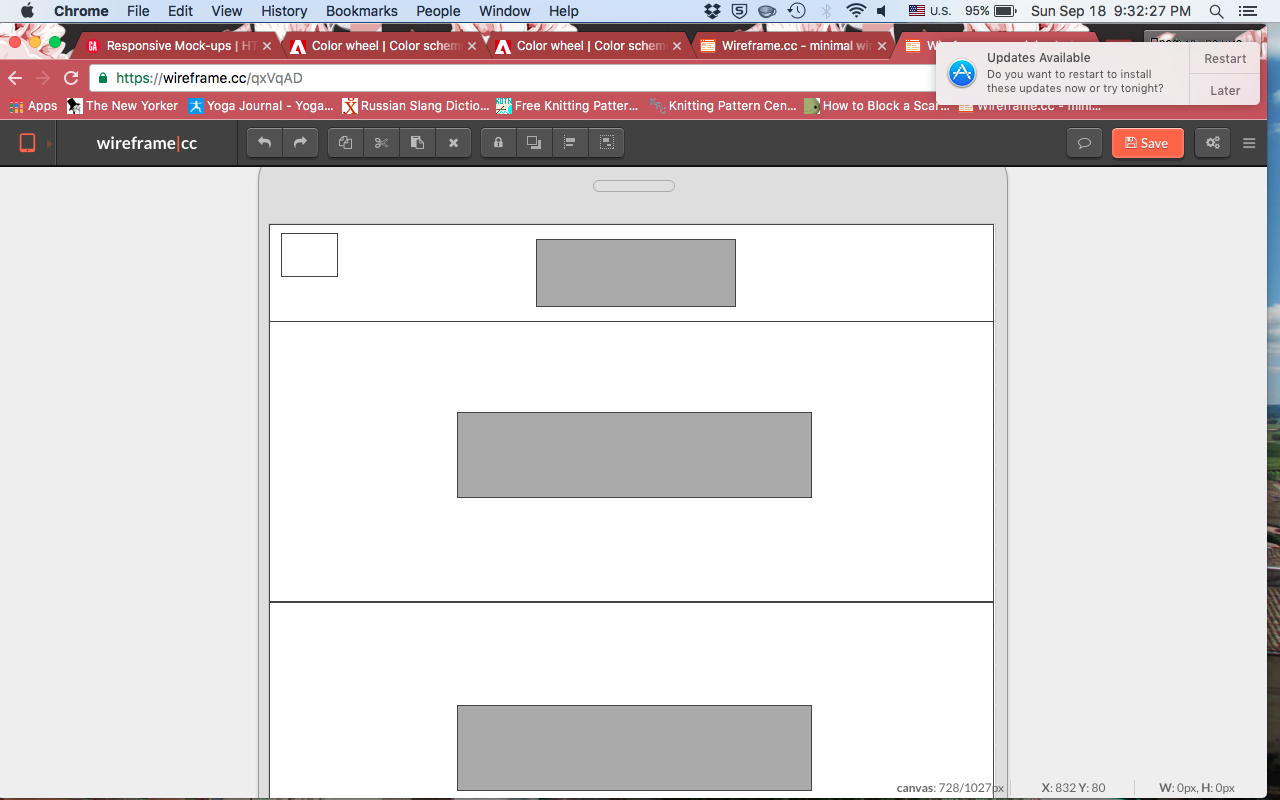 Chrome File Edit View History Bookmarks People Window Help 5 U.S. 95% Sun Sep 18 9:32:27 PM
GA Responsive Mock-ups | HT × Color wheel | Color schem × Color wheel | Color schem × Wireframe.cc - minimal wi ×
https://wireframe.cc/qxVqAD
Updates Available
Do you want to restart to install
these updates now or try tonight?
Restart
Later
Apps The New Yorker Yoga Journal - Yoga... Russian Slang Dictio... Free Knitting Patter... Knitting Pattern Cen... How to Block a Scar... Wireframe.cc - mini...
wireframe|cc Save
canvas: 728/1027px X: 832 Y: 80 W: 0px, H: 0px